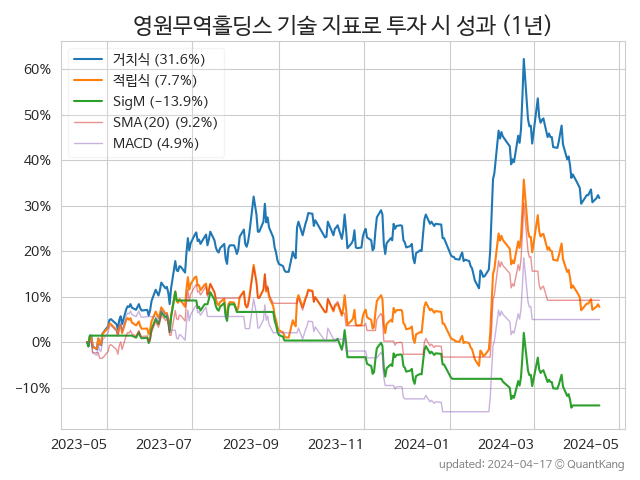 영원무역홀딩스 기술 지표로 투자 시 성과 (1년)
거치식 (31.6%)
적립식 (7.7%)
SigM (-13.9%)
SMA(20) (9.2%)
MACD (4.9%)
60%
50%
40%
30%
20%
10%
0%
-10%
2023-05 2023-07 2023-09 2023-11 2024-01 2024-03 2024-05
updated: 2024-04-17 © QuantKang